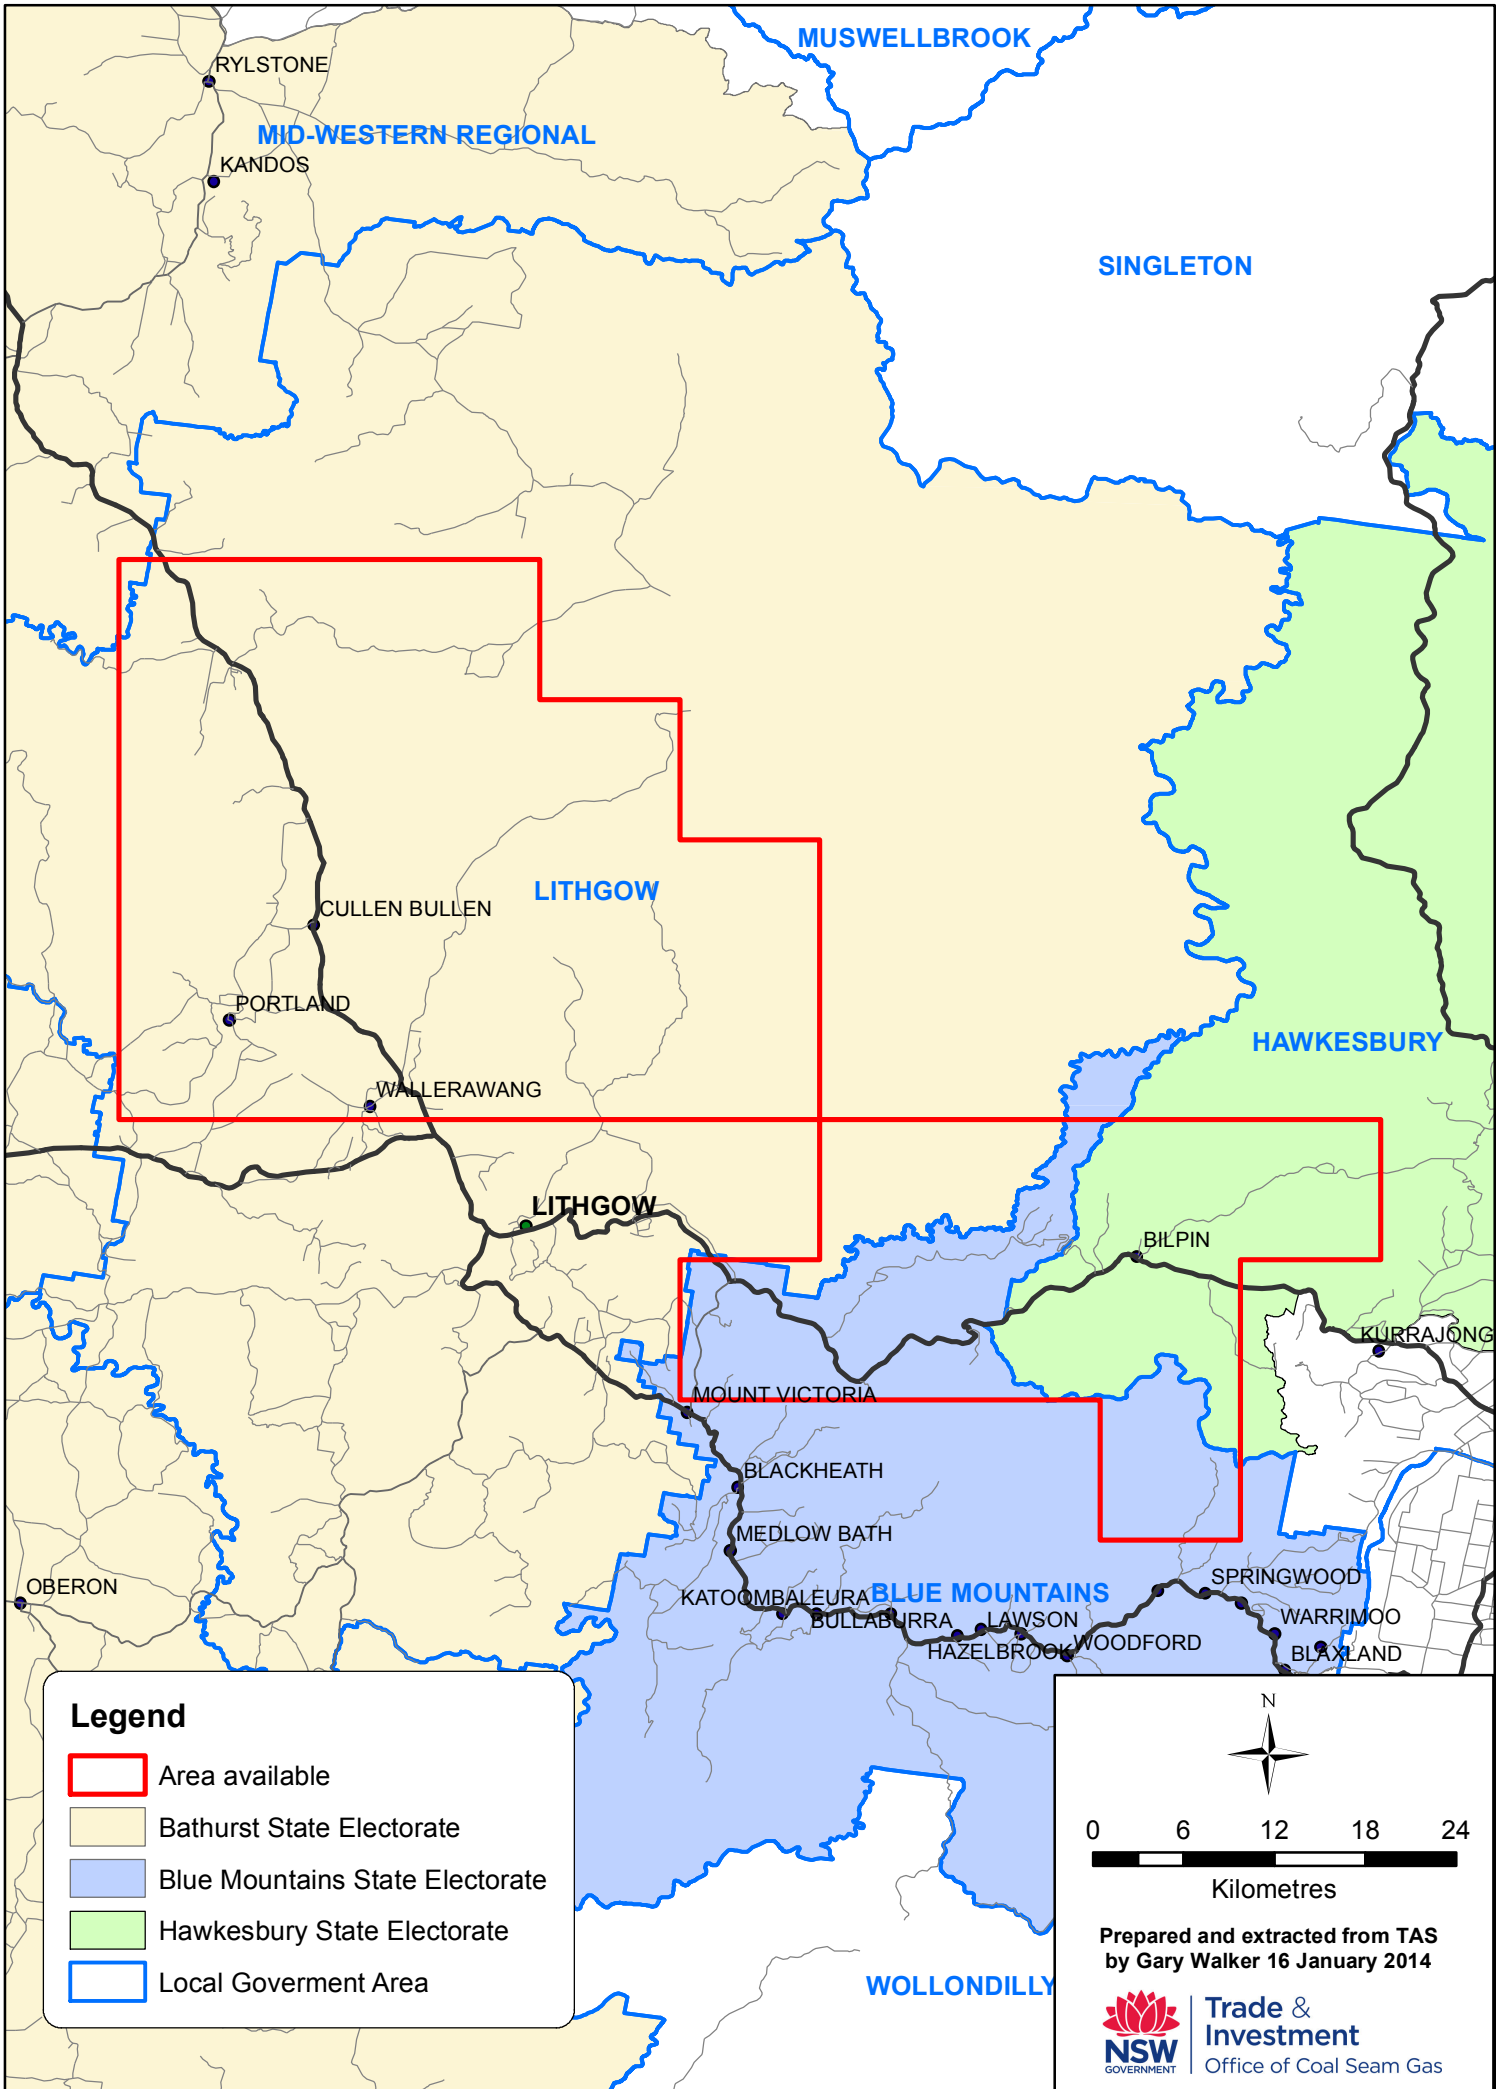 MUSWELLBROOK
RYLSTONE
MID-WESTERN REGIONAL
KANDOS
SINGLETON
LITHGOW
CULLEN BULLEN
PORTLAND
HAWKESBURY
WALLERAWANG
LITHGOW
BILPIN
KURRAJONG
MOUNT VICTORIA
BLACKHEATH
MEDLOW BATH
OBERON
SPRINGWOOD
BLUE MOUNTAINS
KATOOMBALEURA
BULLABURRA
LAWSON
WARRIMOO
HAZELBROOK
WOODFORD
BLAXLAND
Legend
Area available
Bathurst State Electorate
Blue Mountains State Electorate
Hawkesbury State Electorate
Local Goverment Area
WOLLONDILLY
N
0 6 12 18 24
Kilometres
Prepared and extracted from TAS
by Gary Walker 16 January 2014
NSW
GOVERNMENT
Trade &
Investment
Office of Coal Seam Gas